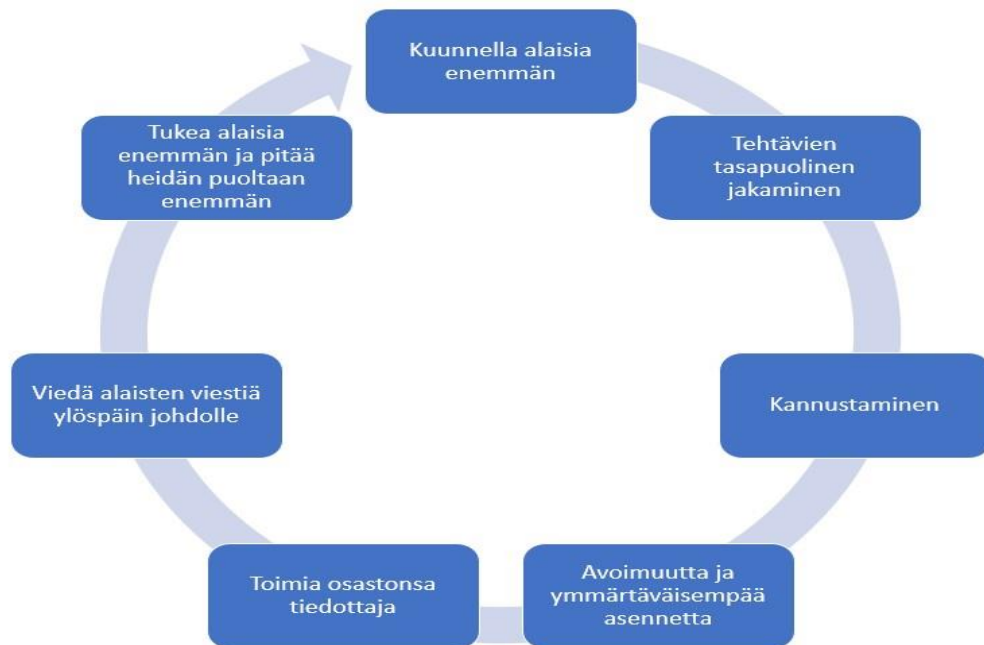 Kuunnella alaisia
enemmän
Tehtävien
tasapuolinen
jakaminen
Kannustaminen
Avoimuutta ja
ymmärtäväisempää
asennetta
Toimia osastonsa
tiedottaja
Viedä alaisten viestiä
ylöspäin johdolle
Tukea alaisia
enemmän ja pitää
heidän puoltaan
enemmän